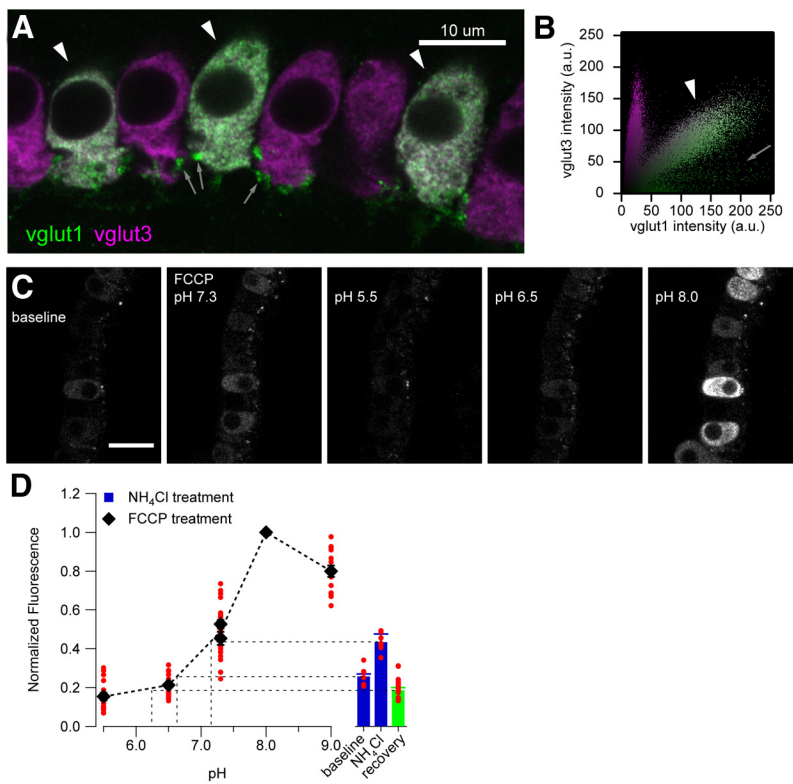 A
10 um
vglut1 vglut3
B
vglut3 intensity (a.u.)
250
200
150
100
50
0
0 50 100 150 200 250
vglut1 intensity (a.u.)
C
baseline
FCCP
pH 7.3
pH 5.5
pH 6.5
pH 8.0
D
NH4Cl treatment
FCCP treatment
Normalized Fluorescence
1.2
1.0
0.8
0.6
0.4
0.2
0.0
6.0 7.0 8.0 9.0
pH
baseline
NH4Cl
recovery